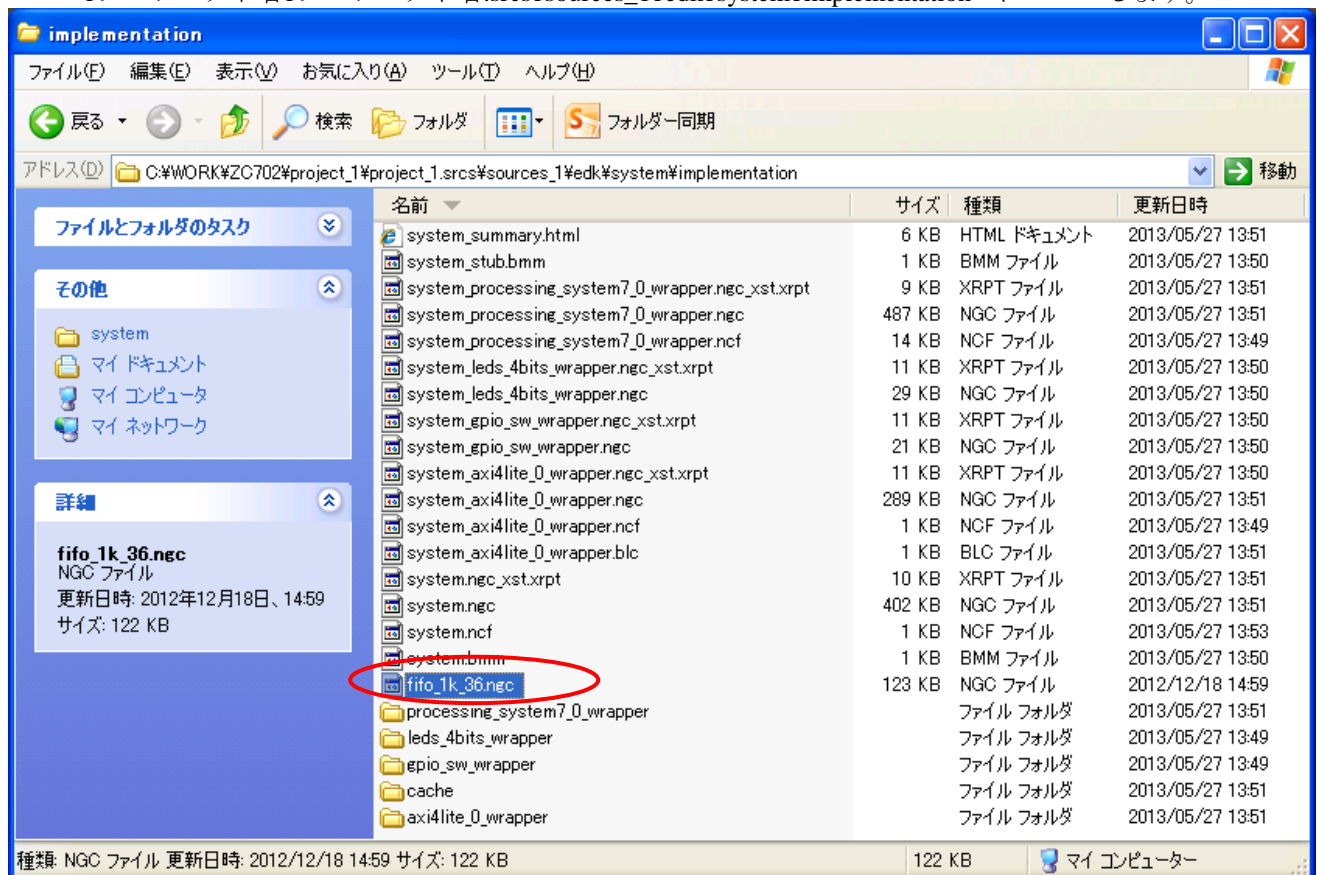 .srcs\sources_1\edk\system\implementation
implementation
ファイル(F) 編集(E) 表示(V) お気に入り(A) ツール(T) ヘルプ(H)
戻る 検索 フォルダ フォルダー同期
アドレス(D) C:¥WORK¥ZC702¥project_1¥project_1.srcs¥sources_1¥edk¥system¥implementation 移動
ファイルとフォルダのタスク
その他
system
マイ ドキュメント
マイ コンピュータ
マイ ネットワーク
詳細
fifo_1k_36.ngc
NGC ファイル
更新日時: 2012年12月18日、14:59
サイズ: 122 KB
名前 サイズ 種類 更新日時
system_summary.html 6 KB HTML ドキュメント 2013/05/27 13:51
system_stub.bmm 1 KB BMM ファイル 2013/05/27 13:50
system_processing_system7_0_wrapper.ngc_xst.xrpt 9 KB XRPT ファイル 2013/05/27 13:51
system_processing_system7_0_wrapper.ngc 487 KB NGC ファイル 2013/05/27 13:51
system_processing_system7_0_wrapper.ncf 14 KB NCF ファイル 2013/05/27 13:49
system_leds_4bits_wrapper.ngc_xst.xrpt 11 KB XRPT ファイル 2013/05/27 13:50
system_leds_4bits_wrapper.ngc 29 KB NGC ファイル 2013/05/27 13:50
system_gpio_sw_wrapper.ngc_xst.xrpt 11 KB XRPT ファイル 2013/05/27 13:50
system_gpio_sw_wrapper.ngc 21 KB NGC ファイル 2013/05/27 13:50
system_axi4lite_0_wrapper.ngc_xst.xrpt 11 KB XRPT ファイル 2013/05/27 13:50
system_axi4lite_0_wrapper.ngc 289 KB NGC ファイル 2013/05/27 13:51
system_axi4lite_0_wrapper.ncf 1 KB NCF ファイル 2013/05/27 13:49
system_axi4lite_0_wrapper.blc 1 KB BLC ファイル 2013/05/27 13:51
system.ngc_xst.xrpt 10 KB XRPT ファイル 2013/05/27 13:51
system.ngc 402 KB NGC ファイル 2013/05/27 13:51
system.ncf 1 KB NCF ファイル 2013/05/27 13:53
system.bmm 1 KB BMM ファイル 2013/05/27 13:50
fifo_1k_36.ngc 123 KB NGC ファイル 2012/12/18 14:59
processing_system7_0_wrapper ファイル フォルダ 2013/05/27 13:51
leds_4bits_wrapper ファイル フォルダ 2013/05/27 13:49
gpio_sw_wrapper ファイル フォルダ 2013/05/27 13:49
cache ファイル フォルダ 2013/05/27 13:51
axi4lite_0_wrapper ファイル フォルダ 2013/05/27 13:51
種類: NGC ファイル 更新日時: 2012/12/18 14:59 サイズ: 122 KB 122 KB マイ コンピューター